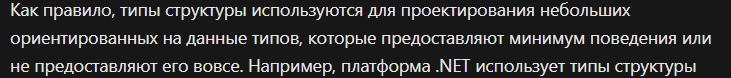 Как правило, типы структуры используются для проектирования небольших
ориентированных на данные типов, которые предоставляют минимум поведения или
не предоставляют его вовсе. Например, платформа .NET использует типы структуры